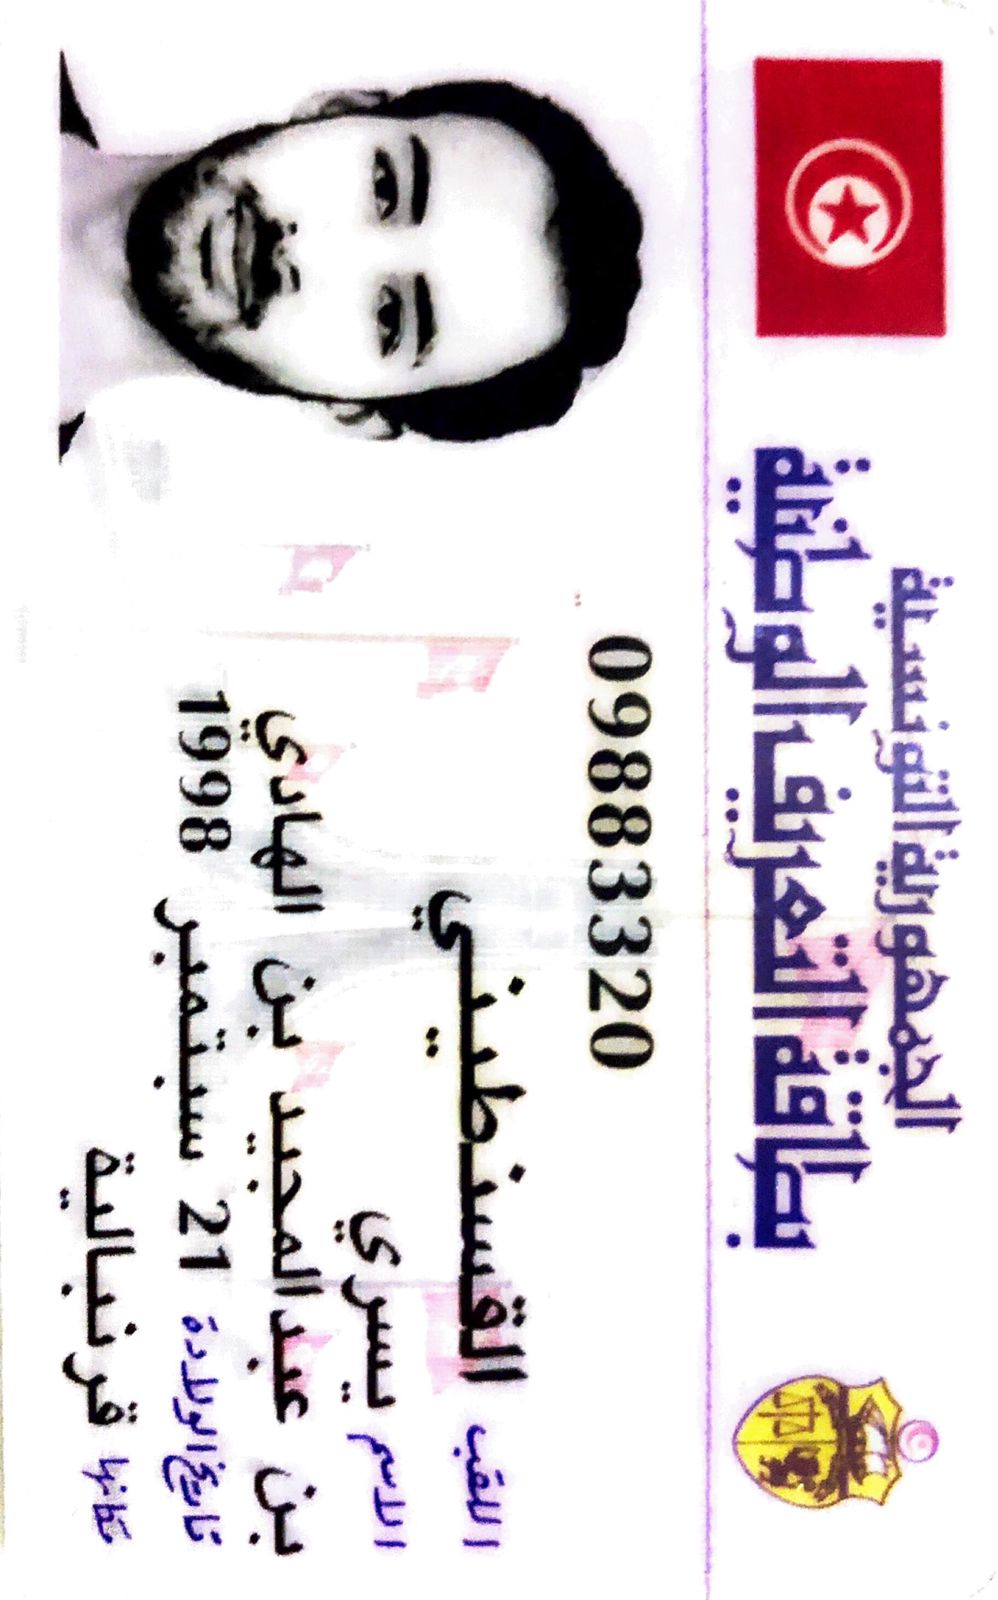 الجمهورية التونسية
بطاقة التعريف الوطنية
09883320
اللقب القسنطيني
الاسم يسري
بن عبد المجيد بن الهادي
تاريخ الولادة 21 سبتمبر 1998
مكانها قرنبالية